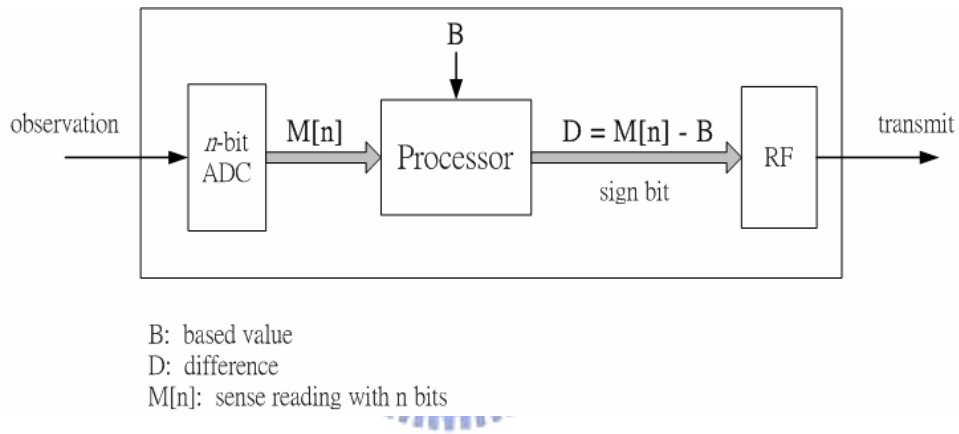 B
observation
n-bit
ADC
M[n]
Processor
D = M[n] - B
sign bit
RF
transmit
B: based value
D: difference
M[n]: sense reading with n bits